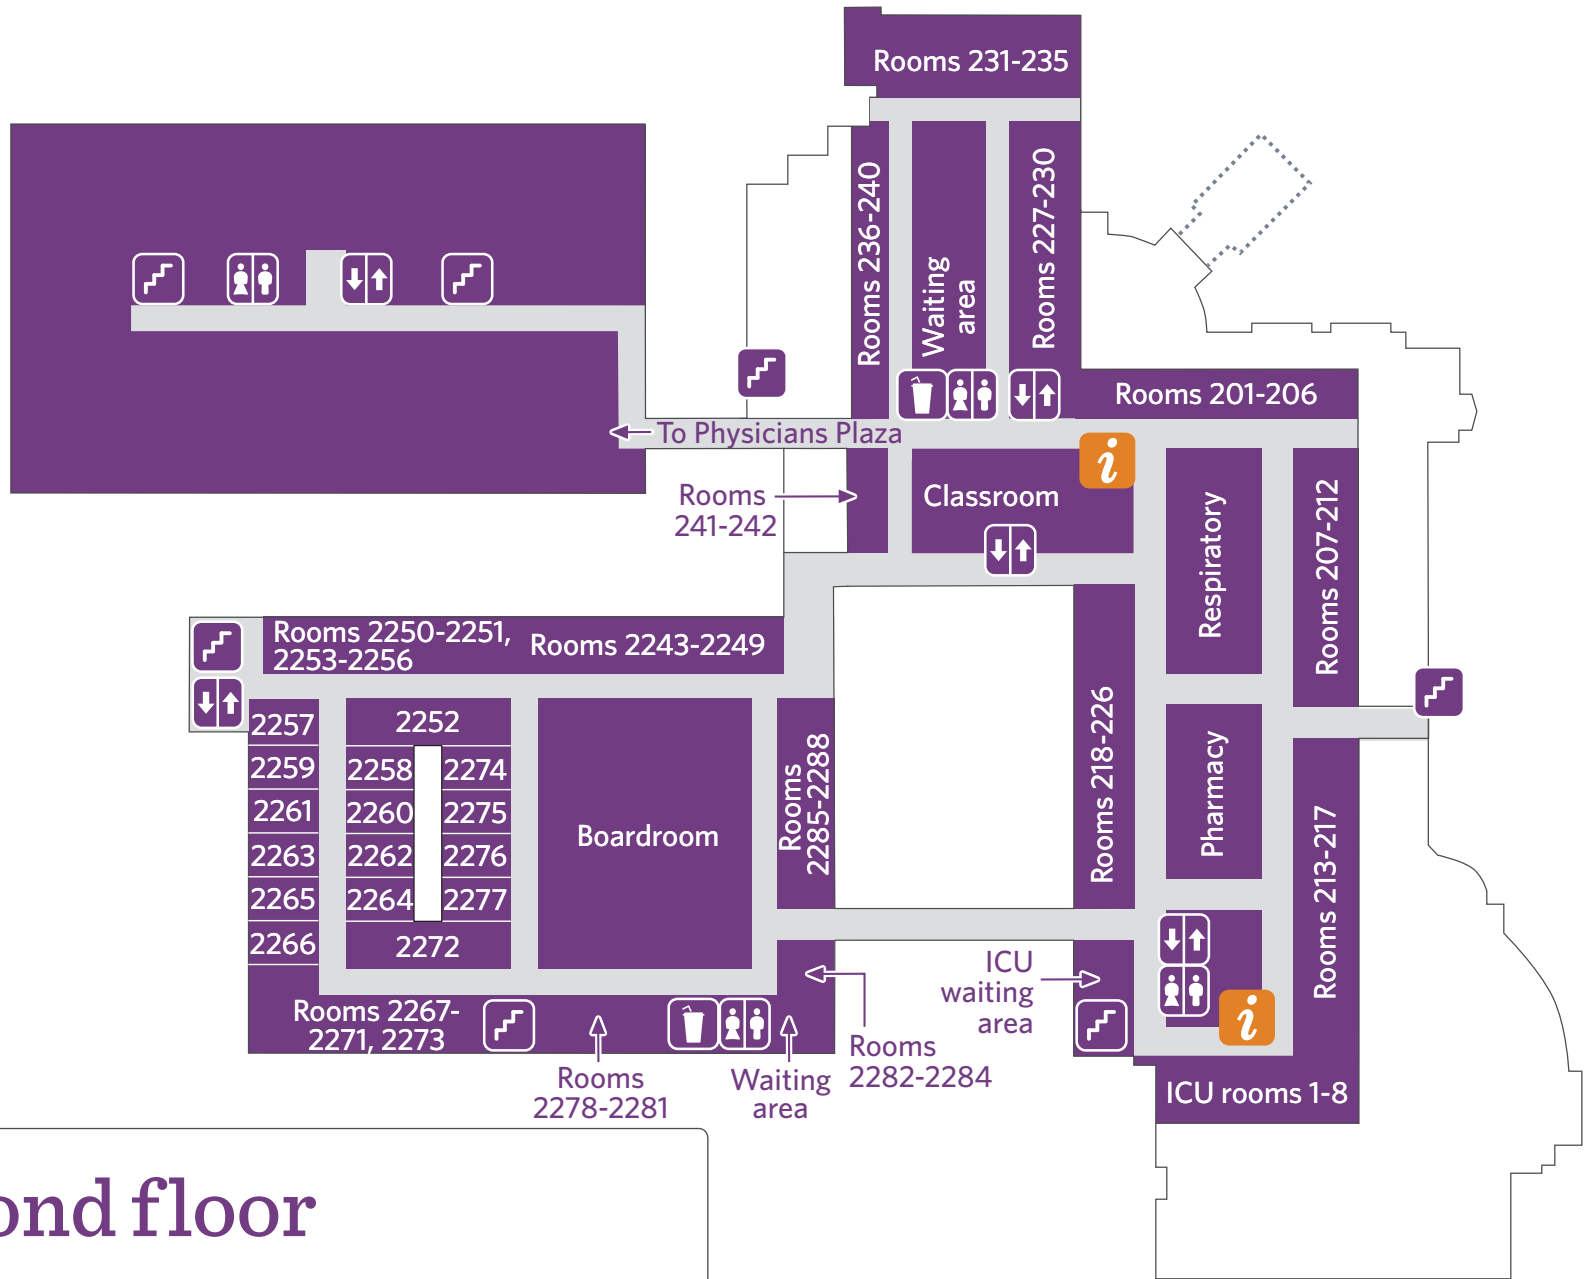 Rooms 231-235
Rooms 236-240
Waiting
area
Rooms 227-230
Rooms 201-206
To Physicians Plaza
i
Rooms
241-242
Classroom
Respiratory
Rooms 207-212
Rooms 2250-2251,
2253-2256
Rooms 2243-2249
2257
2252
2259
2258
2274
2261
2260
2275
2263
2262
2276
2265
2264
2277
2266
2272
Boardroom
Rooms
2285-2288
Rooms 218-226
Pharmacy
Rooms 213-217
ICU
waiting
area
i
Rooms 2267-
2271, 2273
Rooms
2278-2281
Waiting
area
Rooms
2282-2284
ICU rooms 1-8
ond floor